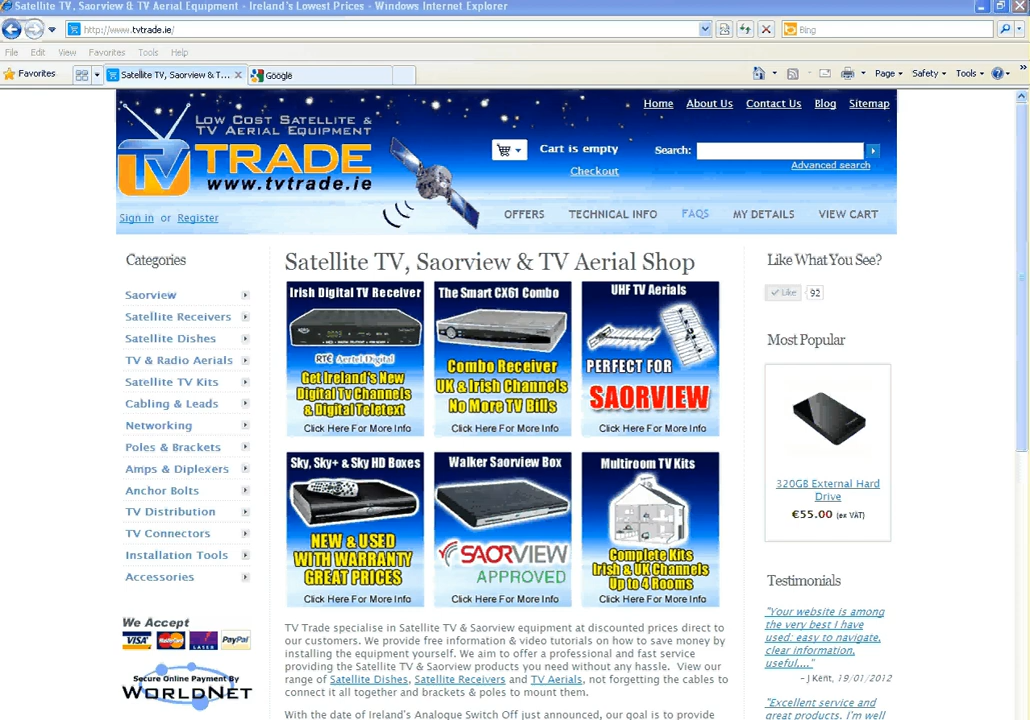 Satellite TV, Saorview & TV Aerial Equipment - Ireland's Lowest Prices - Windows Internet Explorer
http://www.tvtrade.ie/
Bing
File Edit View Favorites Tools Help
Favorites
Satellite TV, Saorview & T...
Google
Page Safety Tools
Home About Us Contact Us Blog Sitemap
LOW COST SATELLITE &
TV AERIAL EQUIPMENT
TV TRADE
www.tvtrade.ie
Cart is empty
Checkout
Search:
Advanced search
Sign in or Register
OFFERS TECHNICAL INFO FAQS MY DETAILS VIEW CART
Categories
Saorview
Satellite Receivers
Satellite Dishes
TV & Radio Aerials
Satellite TV Kits
Cabling & Leads
Networking
Poles & Brackets
Amps & Diplexers
Anchor Bolts
TV Distribution
TV Connectors
Installation Tools
Accessories
We Accept
VISA MasterCard LASER PayPal
Secure Online Payment By
WORLDNET
Satellite TV, Saorview & TV Aerial Shop
Irish Digital TV Receiver
RTÉ Aertel Digital
Get Ireland's New
Digital Tv Channels
& Digital Teletext
Click Here For More Info
The Smart CX61 Combo
Combo Receiver
UK & Irish Channels
No More TV Bills
Click Here For More Info
UHF TV Aerials
PERFECT FOR
SAORVIEW
Click Here For More Info
Sky, Sky+ & Sky HD Boxes
NEW & USED
WITH WARRANTY
GREAT PRICES
Click Here For More Info
Walker Saorview Box
SAORVIEW
APPROVED
Click Here For More Info
Multiroom TV Kits
Complete Kits
Irish & UK Channels
Up to 4 Rooms
Click Here For More Info
TV Trade specialise in Satellite TV & Saorview equipment at discounted prices direct to
our customers. We provide free information & video tutorials on how to save money by
installing the equipment yourself. We aim to offer a professional and fast service
providing the Satellite TV & Saorview products you need without any hassle. View our
range of Satellite Dishes, Satellite Receivers and TV Aerials, not forgetting the cables to
connect it all together and brackets & poles to mount them.
With the date of Ireland's Analogue Switch Off just announced, our goal is to provide
Like What You See?
Like 92
Most Popular
320GB External Hard
Drive
€55.00 (ex VAT)
Testimonials
"Your website is among
the very best I have
used: easy to navigate,
clear information,
useful...."
- J Kent, 19/01/2012
"Excellent service and
great products. I'm well